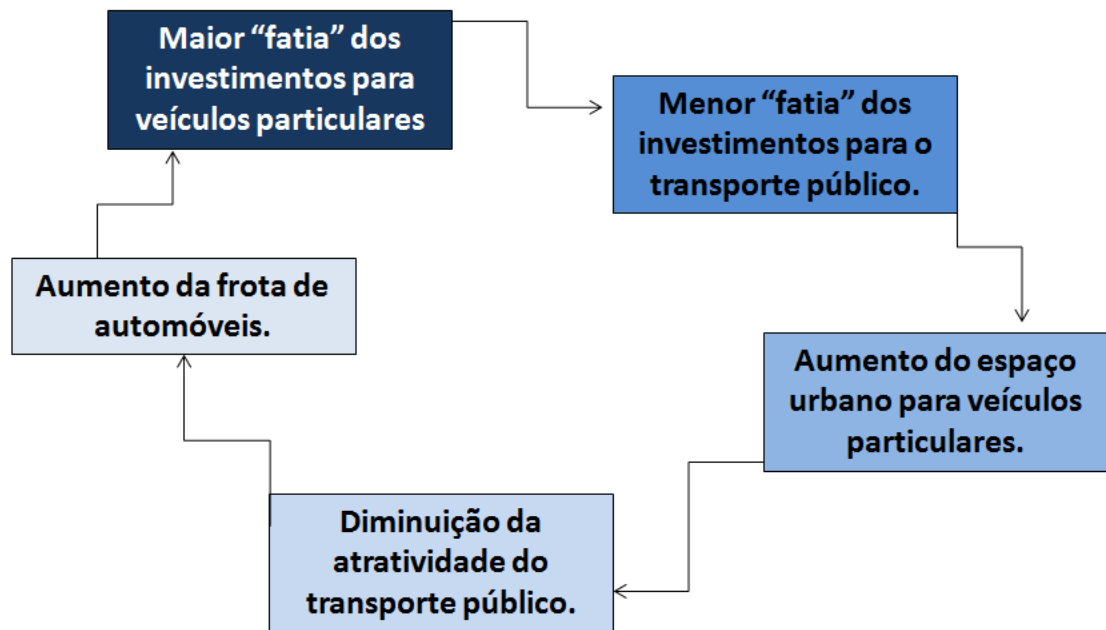 Maior “fatia” dos
investimentos para
veículos particulares
Menor “fatia” dos
investimentos para o
transporte público.
Aumento do espaço
urbano para veículos
particulares.
Diminuição da
atratividade do
transporte público.
Aumento da frota de
automóveis.